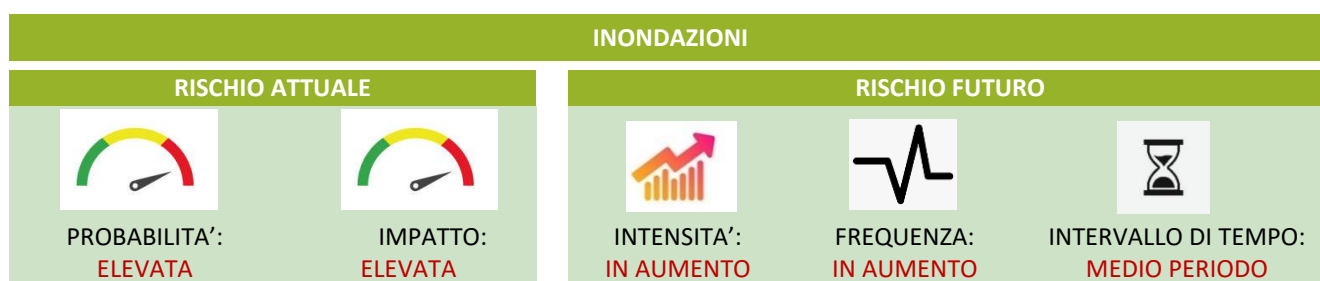 INONDAZIONI
RISCHIO ATTUALE
RISCHIO FUTURO
PROBABILITA’:
ELEVATA
IMPATTO:
ELEVATA
INTENSITA’:
IN AUMENTO
FREQUENZA:
IN AUMENTO
INTERVALLO DI TEMPO:
MEDIO PERIODO